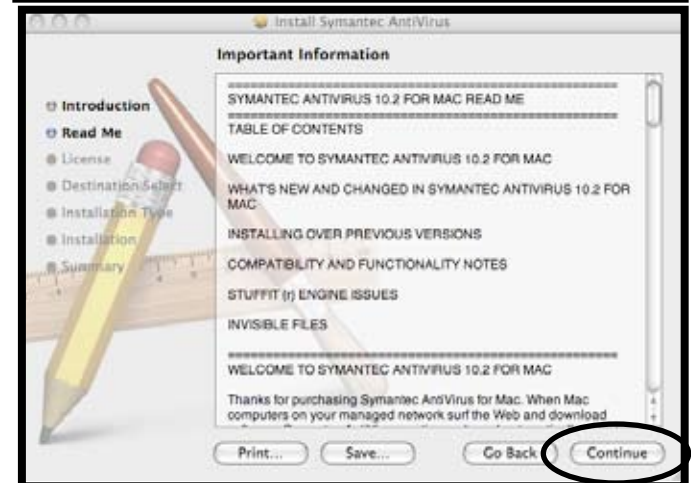 Install Symantec AntiVirus
Important Information
Introduction
Read Me
License
Destination Select
Installation Type
Installation
Summary
SYMANTEC ANTIVIRUS 10.2 FOR MAC READ ME
TABLE OF CONTENTS
WELCOME TO SYMANTEC ANTIVIRUS 10.2 FOR MAC
WHAT'S NEW AND CHANGED IN SYMANTEC ANTIVIRUS 10.2 FOR
MAC
INSTALLING OVER PREVIOUS VERSIONS
COMPATIBILITY AND FUNCTIONALITY NOTES
STUFFIT (r) ENGINE ISSUES
INVISIBLE FILES
WELCOME TO SYMANTEC ANTIVIRUS 10.2 FOR MAC
Thanks for purchasing Symantec AntiVirus for Mac. When Mac
computers on your managed network surf the Web and download
Print... Save... Go Back Continue